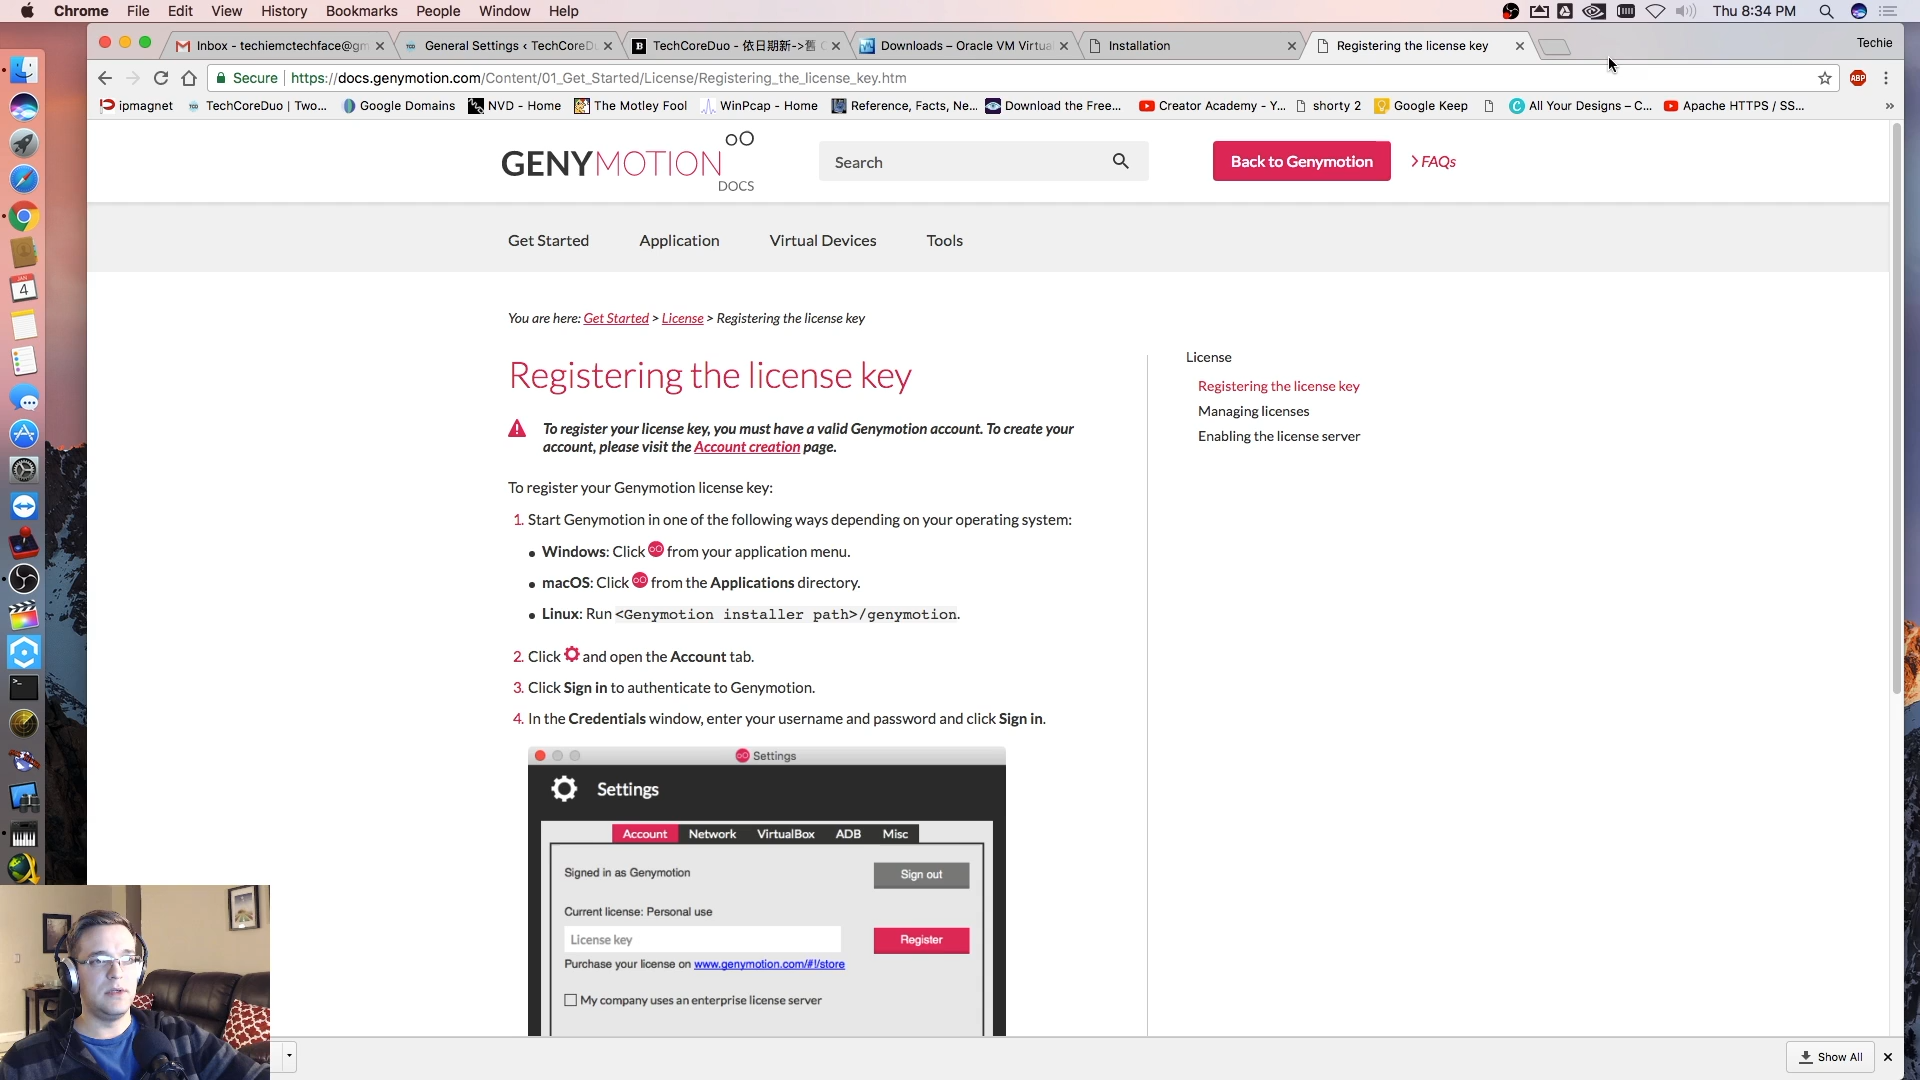 Chrome File Edit View History Bookmarks People Window Help Thu 8:34 PM
Inbox - techiemctechface@gm General Settings ‹ TechCoreDu TechCoreDuo - 依日期新->舊 Downloads – Oracle VM Virtua Installation Registering the license key Techie
Secure https://docs.genymotion.com/Content/01_Get_Started/License/Registering_the_license_key.htm ABP
ipmagnet TechCoreDuo | Two... Google Domains NVD - Home The Motley Fool WinPcap - Home Reference, Facts, Ne... Download the Free... Creator Academy - Y... shorty 2 Google Keep All Your Designs – C... Apache HTTPS / SS... »
GENYMOTION
DOCS
Search
Back to Genymotion
FAQs
Get Started Application Virtual Devices Tools
You are here: Get Started > License > Registering the license key
Registering the license key
To register your license key, you must have a valid Genymotion account. To create your
account, please visit the Account creation page.
To register your Genymotion license key:
1. Start Genymotion in one of the following ways depending on your operating system:
• Windows: Click from your application menu.
• macOS: Click from the Applications directory.
• Linux: Run <Genymotion installer path>/genymotion.
2. Click and open the Account tab.
3. Click Sign in to authenticate to Genymotion.
4. In the Credentials window, enter your username and password and click Sign in.
Settings
Settings
Account Network VirtualBox ADB Misc
Signed in as Genymotion Sign out
Current license: Personal use
License key Register
Purchase your license on www.genymotion.com/#!/store
My company uses an enterprise license server
License
Registering the license key
Managing licenses
Enabling the license server
JAN
4
Show All